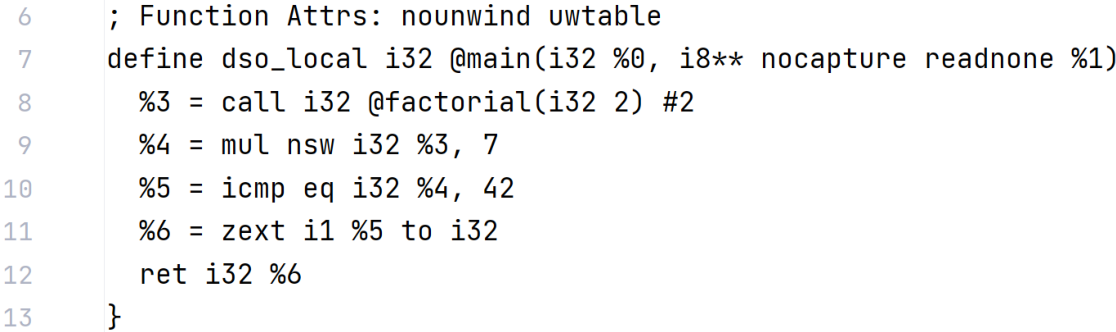 6 ; Function Attrs: nounwind uwtable
7 define dso_local i32 @main(i32 %0, i8** nocapture readnone %1)
8 %3 = call i32 @factorial(i32 2) #2
9 %4 = mul nsw i32 %3, 7
10 %5 = icmp eq i32 %4, 42
11 %6 = zext i1 %5 to i32
12 ret i32 %6
13 }